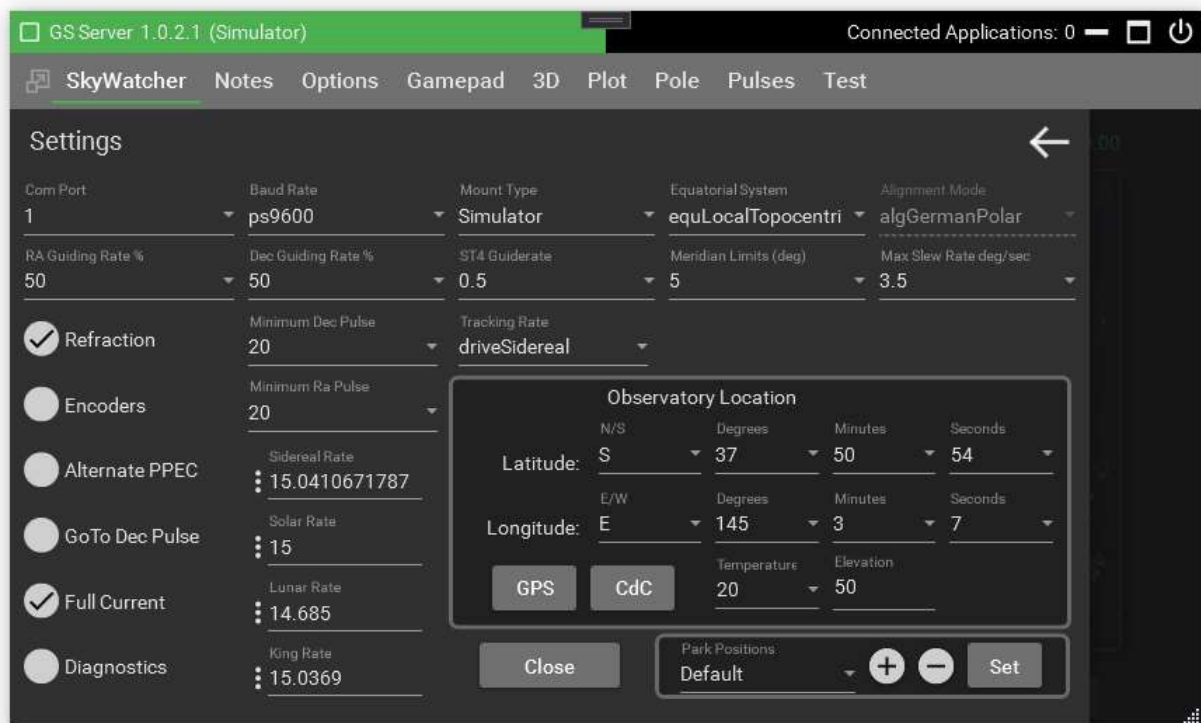 GS Server 1.0.2.1 (Simulator) Connected Applications: 0
SkyWatcher Notes Options Gamepad 3D Plot Pole Pulses Test
Settings
Com Port Baud Rate Mount Type Equatorial System Alignment Mode
1 ps9600 Simulator equLocalTopocentri algGermanPolar
RA Guiding Rate % Dec Guiding Rate % ST4 Guiderate Meridian Limits (deg) Max Slew Rate deg/sec
50 50 0.5 5 3.5
Refraction
Minimum Dec Pulse Tracking Rate
20 driveSidereal
Encoders
Minimum Ra Pulse
20
Alternate PPEC
Sidereal Rate
15.0410671787
GoTo Dec Pulse
Solar Rate
15
Full Current
Lunar Rate
14.685
Diagnostics
King Rate
15.0369
Observatory Location
N/S Degrees Minutes Seconds
Latitude: S 37 50 54
E/W Degrees Minutes Seconds
Longitude: E 145 3 7
Temperature Elevation
GPS CdC 20 50
Close
Park Positions
Default Set